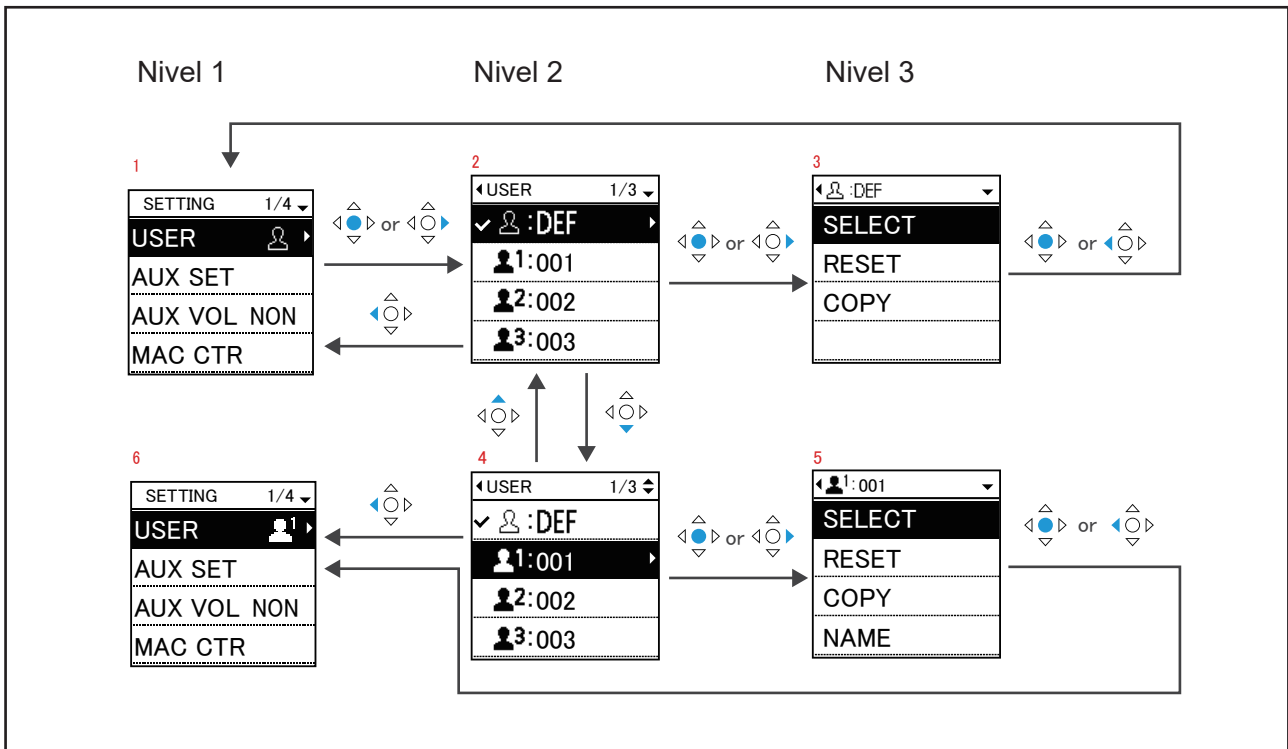 Nivel 1
Nivel 2
Nivel 3
1
SETTING 1/4
USER
AUX SET
AUX VOL NON
MAC CTR
or
2
USER 1/3
:DEF
1:001
2:002
3:003
or
3
:DEF
SELECT
RESET
COPY
or
6
SETTING 1/4
USER 1
AUX SET
AUX VOL NON
MAC CTR
4
USER 1/3
:DEF
1:001
2:002
3:003
or
5
1:001
SELECT
RESET
COPY
NAME
or